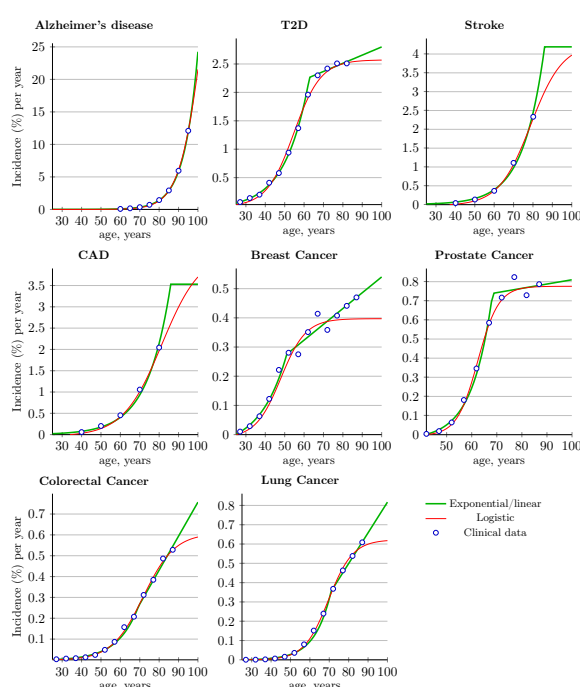 Alzheimer's disease
T2D
Stroke
Incidence (%) per year
25
20
15
10
5
0
30 40 50 60 70 80 90 100
age, years
2.5
2
1.5
1
0.5
30 40 50 60 70 80 90 100
age, years
4
3.5
3
2.5
2
1.5
1
0.5
0
30 40 50 60 70 80 90 100
age, years
CAD
Breast Cancer
Prostate Cancer
Incidence (%) per year
3.5
3
2.5
2
1.5
1
0.5
0
30 40 50 60 70 80 90 100
age, years
0.5
0.4
0.3
0.2
0.1
0
30 40 50 60 70 80 90 100
age, years
0.8
0.7
0.6
0.5
0.4
0.3
0.2
0.1
0
50 60 70 80 90 100
age, years
Colorectal Cancer
Lung Cancer
Incidence (%) per year
0.7
0.6
0.5
0.4
0.3
0.2
0.1
30 40 50 60 70 80 90 100
age, years
0.8
0.7
0.6
0.5
0.4
0.3
0.2
0.1
0
30 40 50 60 70 80 90 100
age, years
Exponential/linear
Logistic
Clinical data